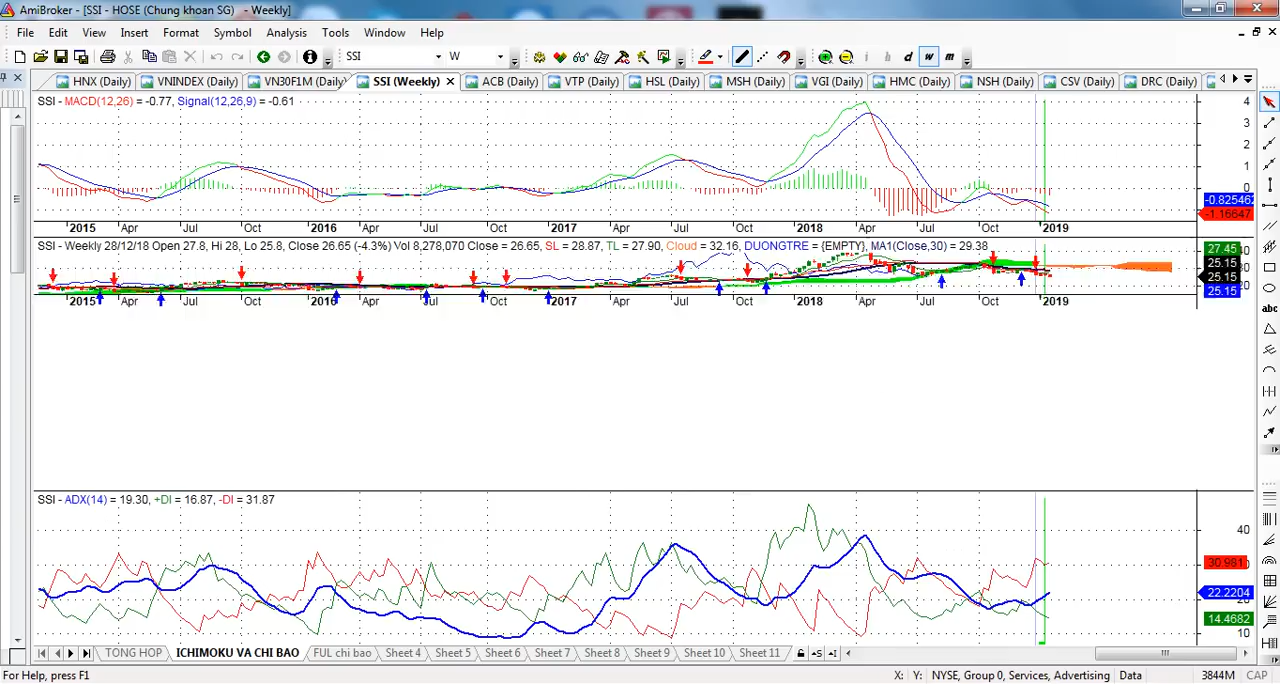 AmiBroker - [SSI - HOSE (Chung khoan SG)   - Weekly]
File Edit View Insert Format Symbol Analysis Tools Window Help
SSI W
HNX (Daily) VNINDEX (Daily) VN30F1M (Daily) SSI (Weekly) ACB (Daily) VTP (Daily) HSL (Daily) MSH (Daily) VGI (Daily) HMC (Daily) NSH (Daily) CSV (Daily) DRC (Daily)
SSI - MACD(12,26) = -0.77, Signal(12,26,9) = -0.61
4
3
2
1
0
-0.82546
-1.16647
2015 Apr Jul Oct 2016 Apr Jul Oct 2017 Apr Jul Oct 2018 Apr Jul Oct 2019
SSI - Weekly 28/12/18 Open 27.8, Hi 28, Lo 25.8, Close 26.65 (-4.3%) Vol 8,278,070 Close = 26.65, SL = 28.87, TL = 27.90, Cloud = 32.16, DUONGTRE = {EMPTY}, MA1(Close,30) = 29.38
27.45
25.15
25.15
25.15
2015 Apr Jul Oct 2016 Apr Jul Oct 2017 Apr Jul Oct 2018 Apr Jul Oct 2019
SSI - ADX(14) = 19.30, +DI = 16.87, -DI = 31.87
40
30.981
22.2204
20
14.4682
10
TONG HOP ICHIMOKU VA CHI BAO FUL chi bao Sheet 4 Sheet 5 Sheet 6 Sheet 7 Sheet 8 Sheet 9 Sheet 10 Sheet 11
For Help, press F1 X: Y: NYSE, Group 0, Services, Advertising Data 3844M CAP